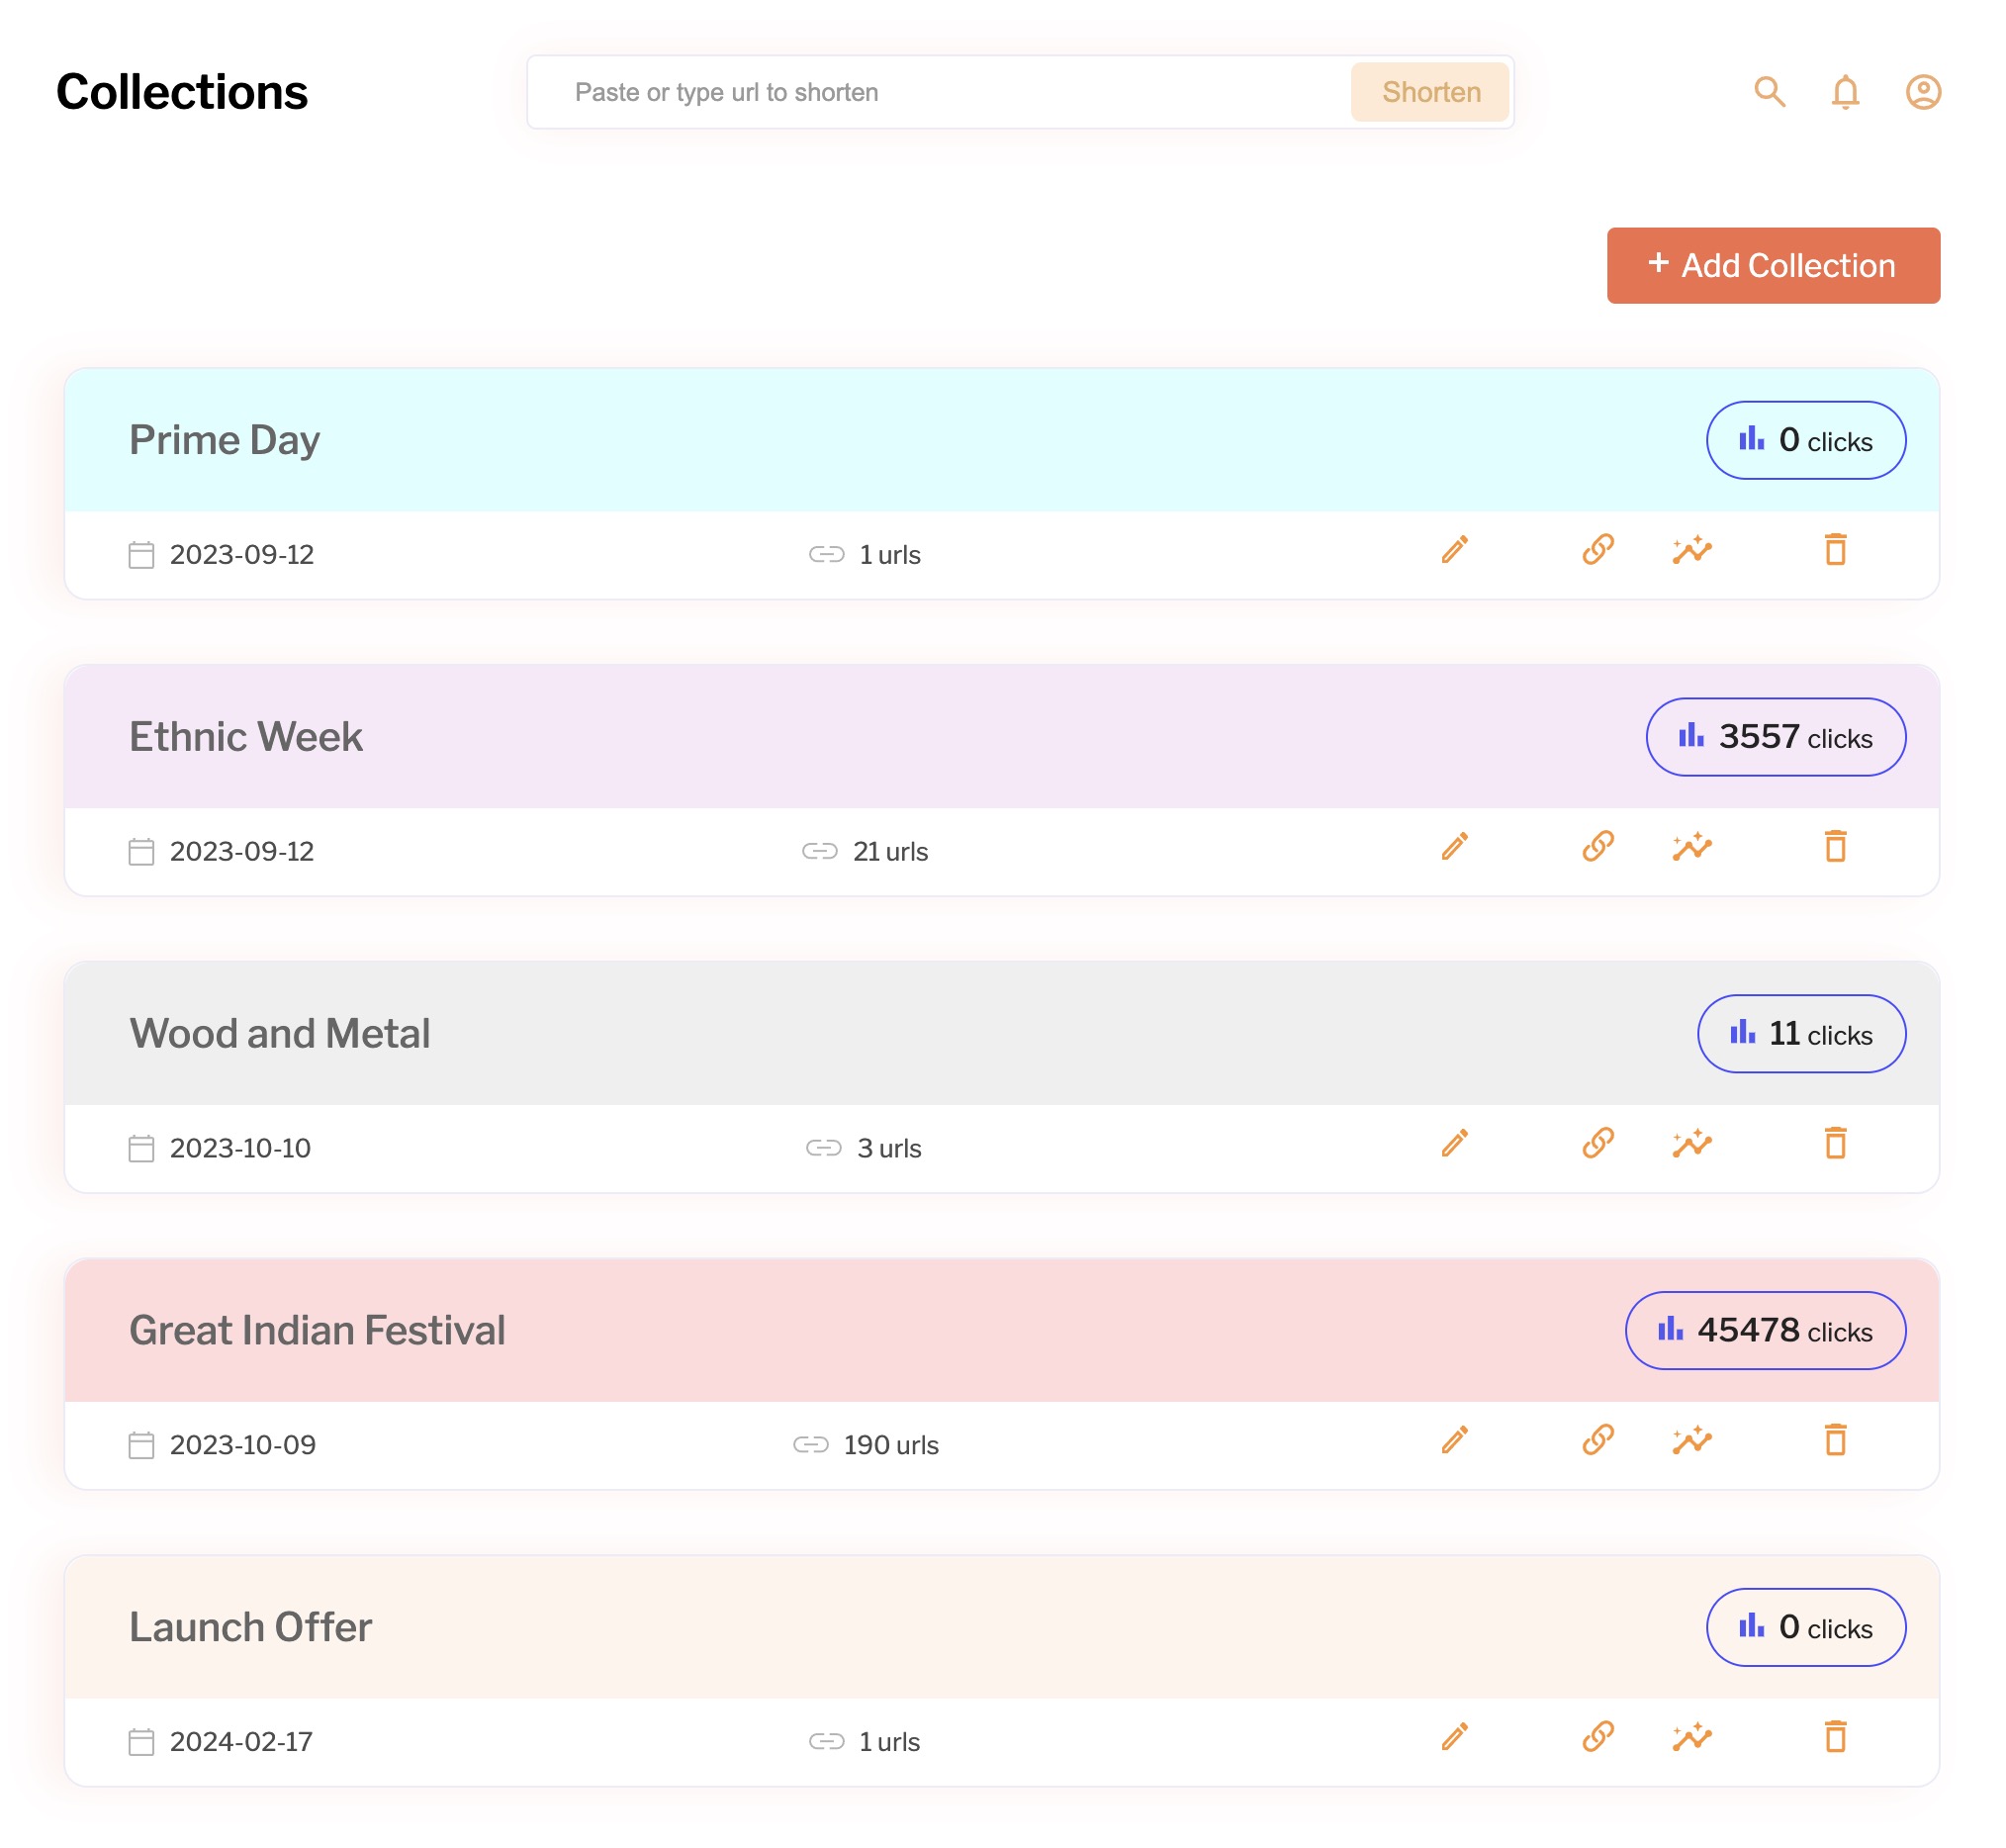 Collections
Paste or type url to shorten
Shorten
+ Add Collection
Prime Day
0 clicks
2023-09-12
1 urls
Ethnic Week
3557 clicks
2023-09-12
21 urls
Wood and Metal
11 clicks
2023-10-10
3 urls
Great Indian Festival
45478 clicks
2023-10-09
190 urls
Launch Offer
0 clicks
2024-02-17
1 urls